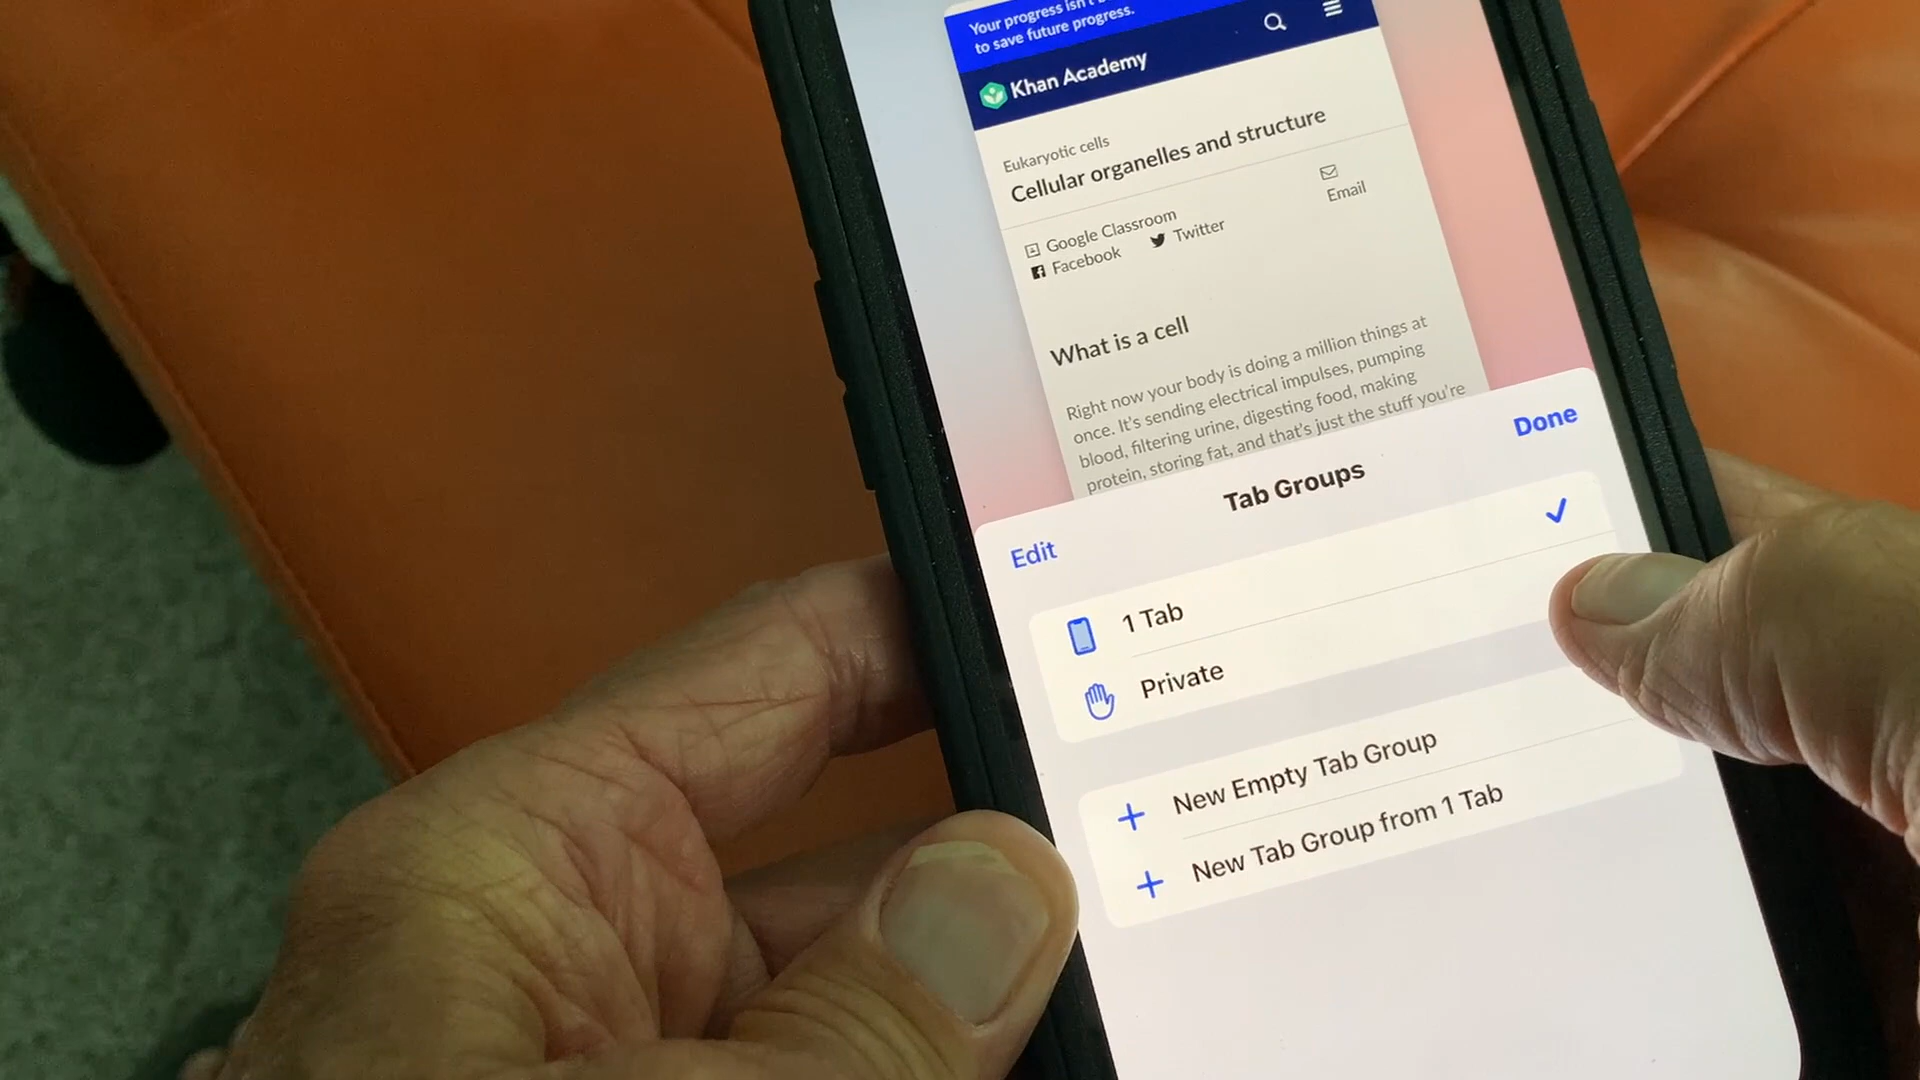 Your progress isn't
to save future progress.
Khan Academy
Eukaryotic cells
Cellular organelles and structure
Google Classroom
Facebook
Twitter
Email
What is a cell
Right now your body is doing a million things at
once. It's sending electrical impulses, pumping
blood, filtering urine, digesting food, making
protein, storing fat, and that's just the stuff you're
Done
Tab Groups
Edit
1 Tab
Private
New Empty Tab Group
New Tab Group from 1 Tab